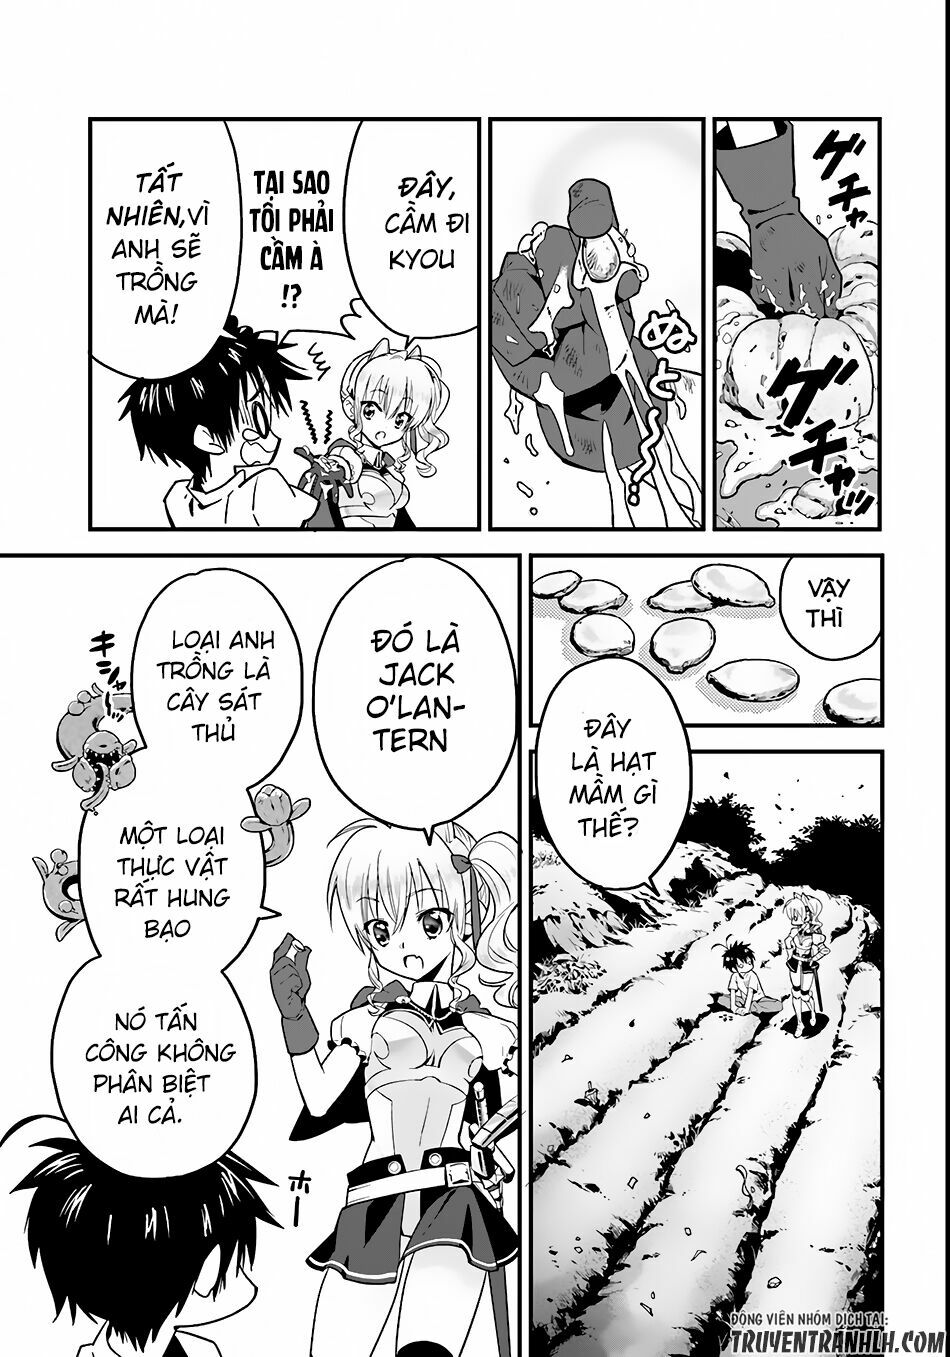 ゲチャ
ゲチャッ
ぬと…
ĐÂY,
CẦM ĐI
KYOU
TẠI SAO
TÔI PHẢI
CẦM À
!?
TẤT
NHIÊN,VÌ
ANH SẼ
TRỒNG
MÀ!
VẬY
THÌ
ĐÂY
LÀ HẠT
MẦM GÌ
THẾ?
ĐÓ LÀ
JACK
O'LAN-
TERN
LOẠI ANH
TRỒNG LÀ
CÂY SÁT
THỦ
キシャー
MỘT LOẠI
THỰC VẬT
RẤT HUNG
BẠO
NÓ TẤN
CÔNG KHÔNG
PHÂN BIỆT
AI CẢ.
ホー
ĐỘNG VIÊN NHÓM DỊCH TẠI:
TRUYENTRANHLH.COM